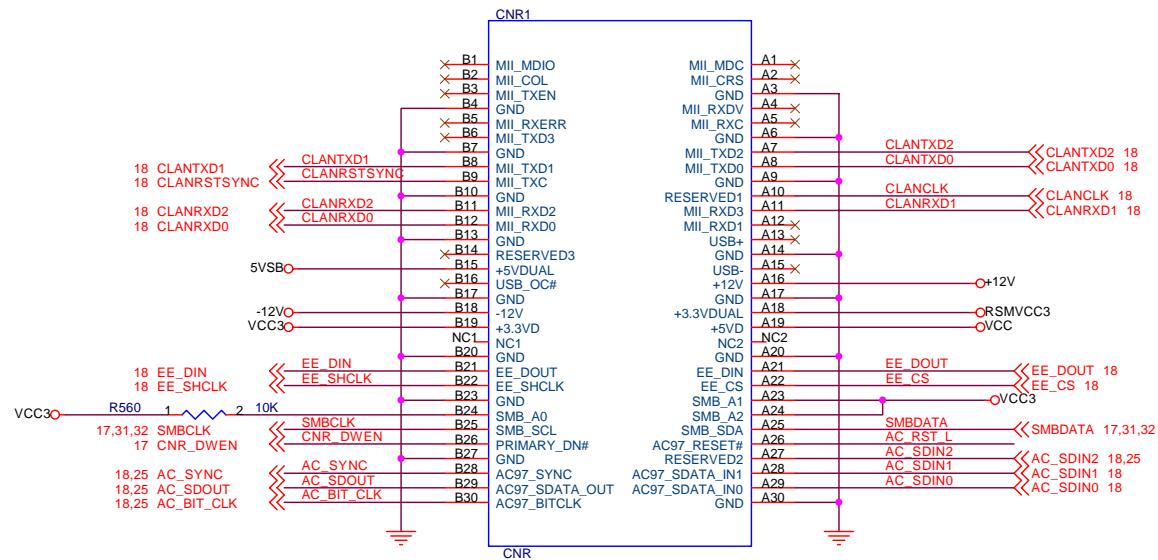 CNR1
B1 MII_MDIO MII_MDC A1
B2 MII_COL MII_CRS A2
B3 MII_TXEN GND A3
B4 GND MII_RXDV A4
B5 MII_RXERR MII_RXC A5
B6 MII_TXD3 GND A6
B7 GND MII_TXD2 A7 CLANTXD2 CLANTXD2 18
18 CLANTXD1 CLANTXD1 B8 MII_TXD1 MII_TXD0 A8 CLANTXD0 CLANTXD0 18
18 CLANRSTSYNC CLANRSTSYNC B9 MII_TXC GND A9
B10 GND RESERVED1 A10 CLANCLK CLANCLK 18
18 CLANRXD2 CLANRXD2 B11 MII_RXD2 MII_RXD3 A11 CLANRXD1 CLANRXD1 18
18 CLANRXD0 CLANRXD0 B12 MII_RXD0 MII_RXD1 A12
B13 GND USB+ A13
B14 RESERVED3 GND A14
5VSB B15 +5VDUAL USB- A15
B16 USB_OC# +12V A16 +12V
B17 GND GND A17
-12V B18 -12V +3.3VDUAL A18 RSMVCC3
VCC3 B19 +3.3VD +5VD A19 VCC
NC1 NC1 NC2 NC2
B20 GND GND A20
18 EE_DIN EE_DIN B21 EE_DOUT EE_DIN A21 EE_DOUT EE_DOUT 18
18 EE_SHCLK EE_SHCLK B22 EE_SHCLK EE_CS A22 EE_CS EE_CS 18
B23 GND SMB_A1 A23 VCC3
VCC3 R560 1 2 10K B24 SMB_A0 SMB_A2 A24
17,31,32 SMBCLK SMBCLK B25 SMB_SCL SMB_SDA A25 SMBDATA SMBDATA 17,31,32
17 CNR_DWEN CNR_DWEN B26 PRIMARY_DN# AC97_RESET# A26 AC_RST_L
B27 GND RESERVED2 A27 AC_SDIN2 AC_SDIN2 18,25
18,25 AC_SYNC AC_SYNC B28 AC97_SYNC AC97_SDATA_IN1 A28 AC_SDIN1 AC_SDIN1 18
18,25 AC_SDOUT AC_SDOUT B29 AC97_SDATA_OUT AC97_SDATA_IN0 A29 AC_SDIN0 AC_SDIN0 18
18,25 AC_BIT_CLK AC_BIT_CLK B30 AC97_BITCLK GND A30
CNR